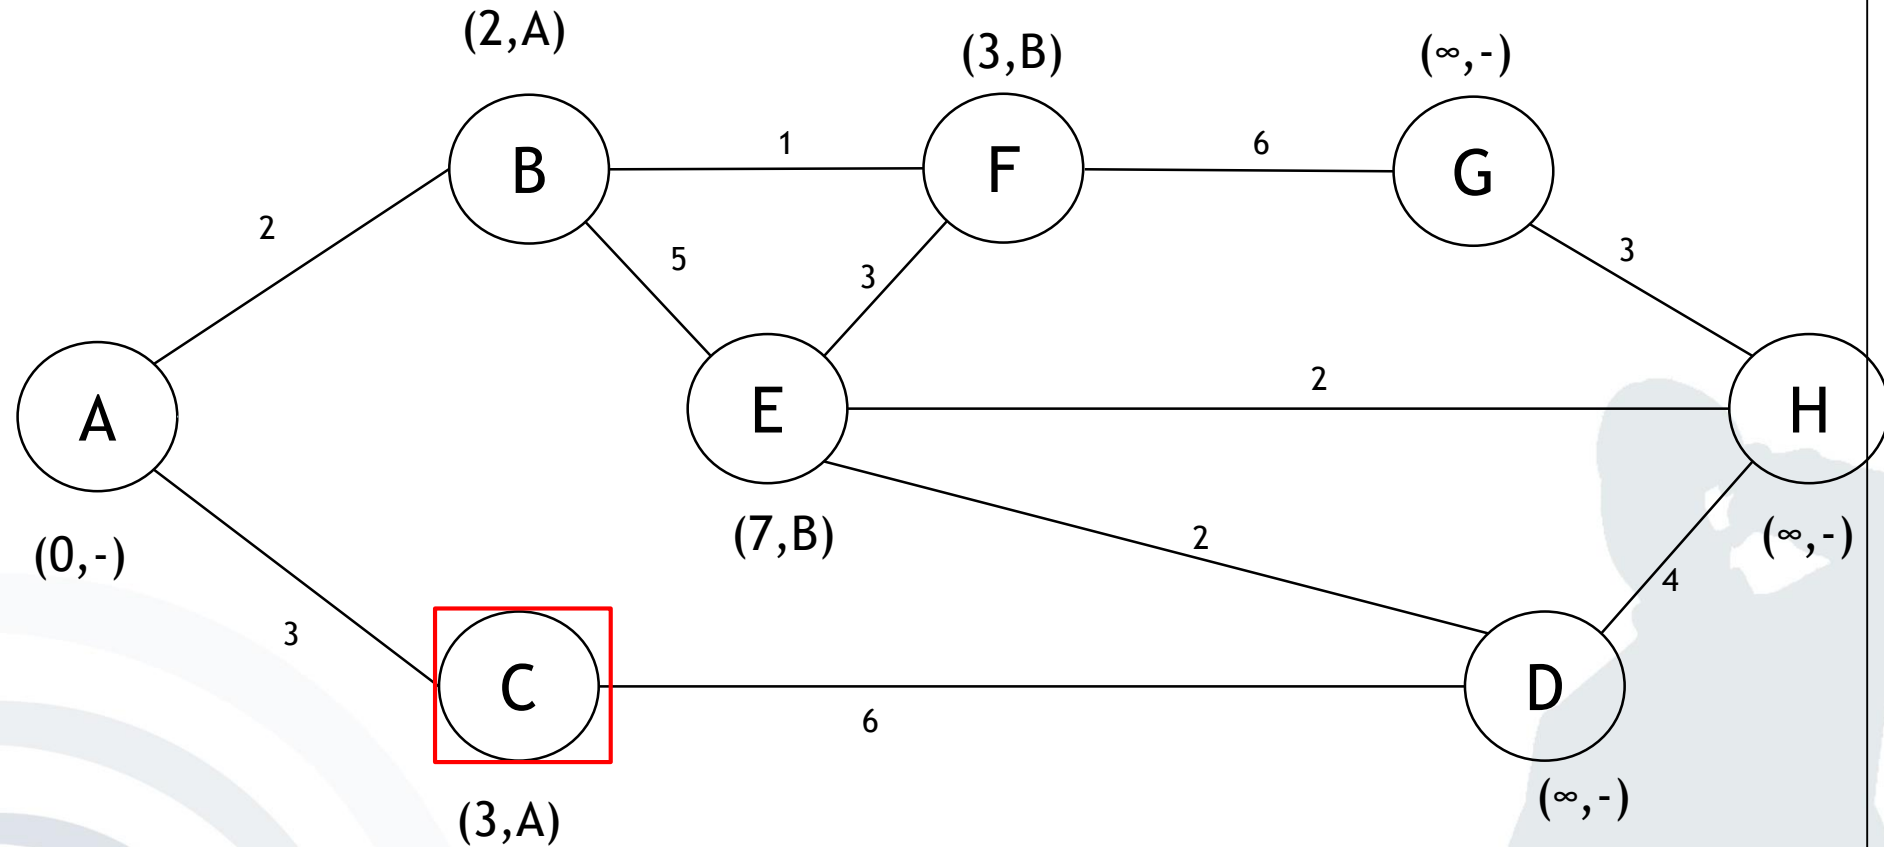 (2,A)
(3,B)
(∞,-)
B
1
F
6
G
2
5
3
3
A
E
2
H
(0,-)
(7,B)
2
(∞,-)
4
3
C
6
D
(3,A)
(∞,-)